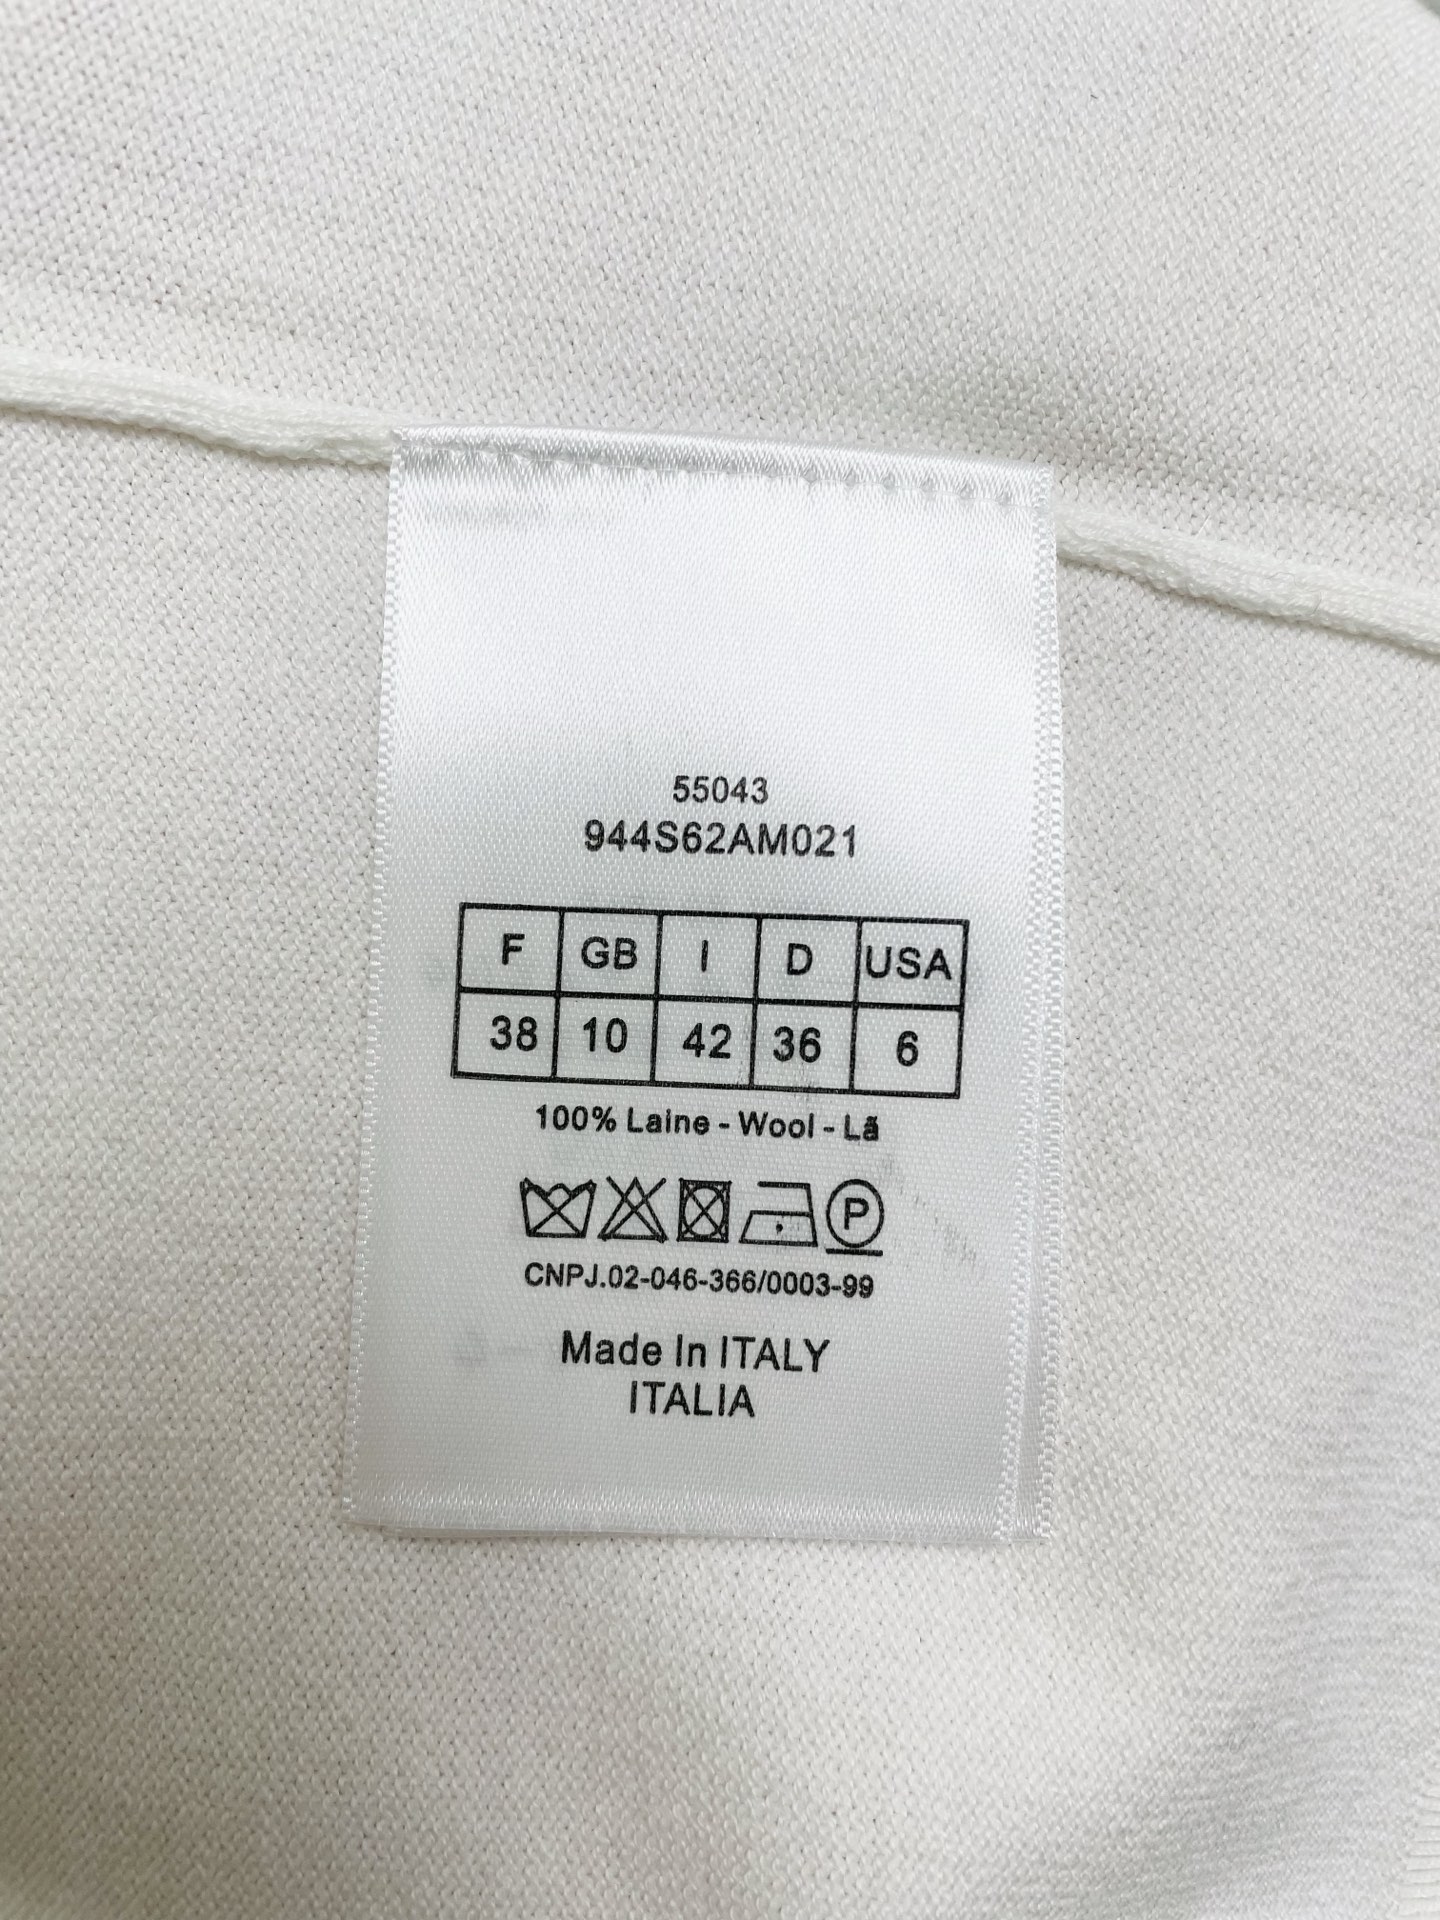 55043
944S62AM021
F GB I D USA
38 10 42 36 6
100% Laine - Wool - Lã
P
CNPJ.02-046-366/0003-99
Made In ITALY
ITALIA